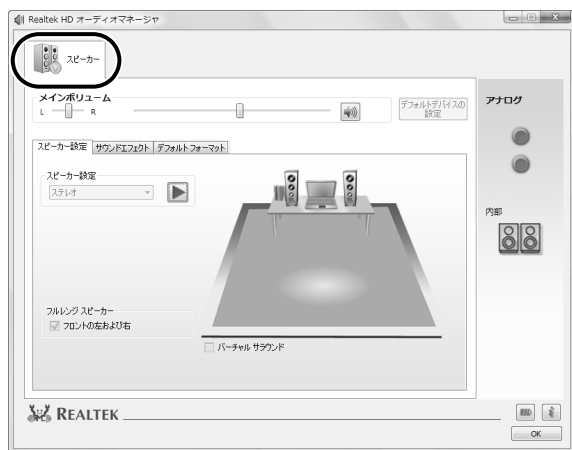 Realtek HD オーディオマネージャ
スピーカー
メインボリューム
L R
デフォルトデバイスの
設定
アナログ
スピーカー設定 サウンドエフェクト デフォルト フォーマット
スピーカー設定
ステレオ
内部
フルレンジ スピーカー
フロントの左および右
バーチャル サラウンド
REALTEK
OK